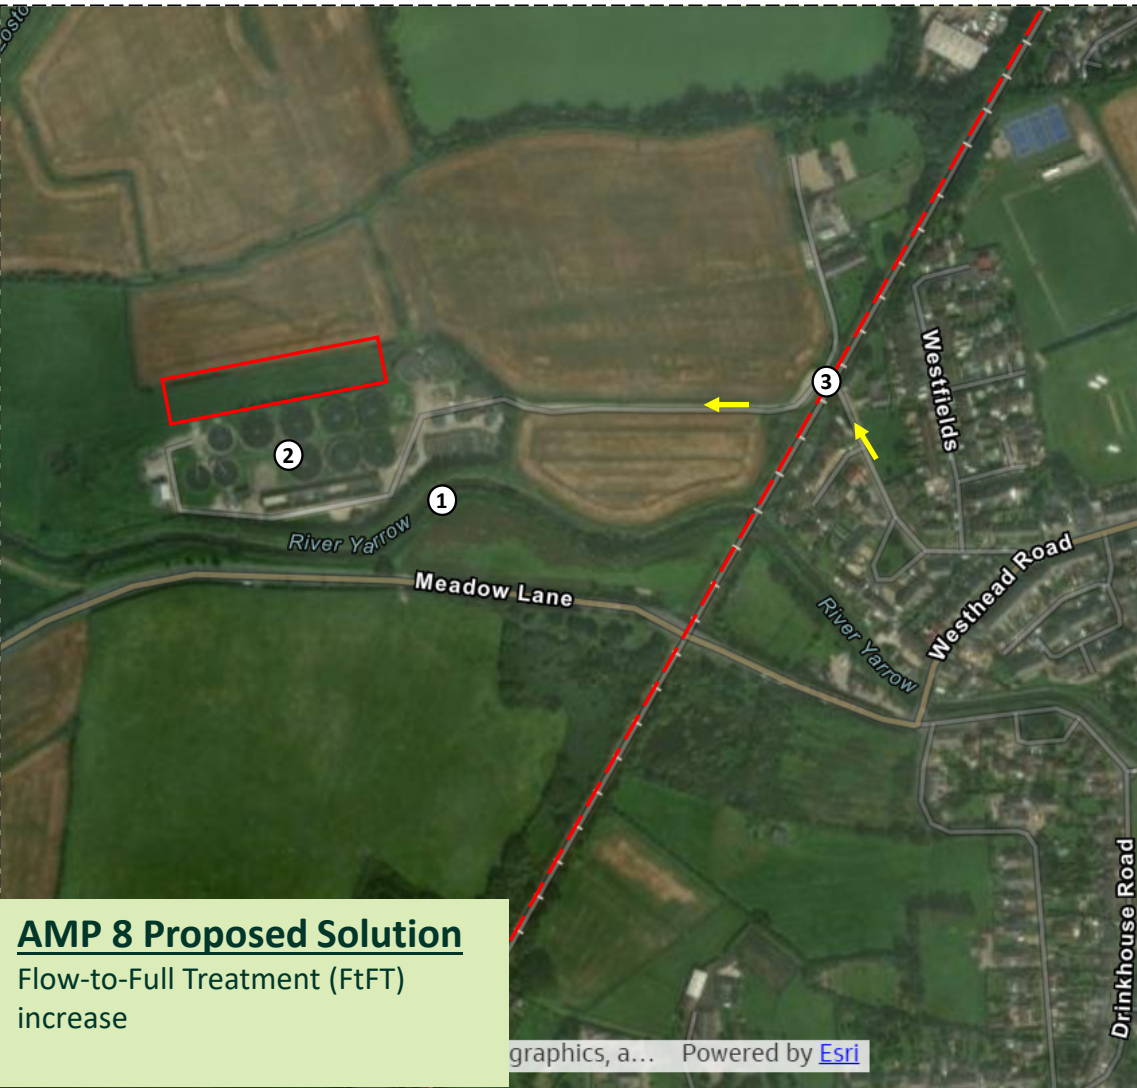 3
Westfields
2
1
River Yarrow
Meadow Lane
Westhead Road
River Yarrow
Drinkhouse Road
AMP 8 Proposed Solution
Flow-to-Full Treatment (FtFT)
increase
graphics, a... Powered by Esri